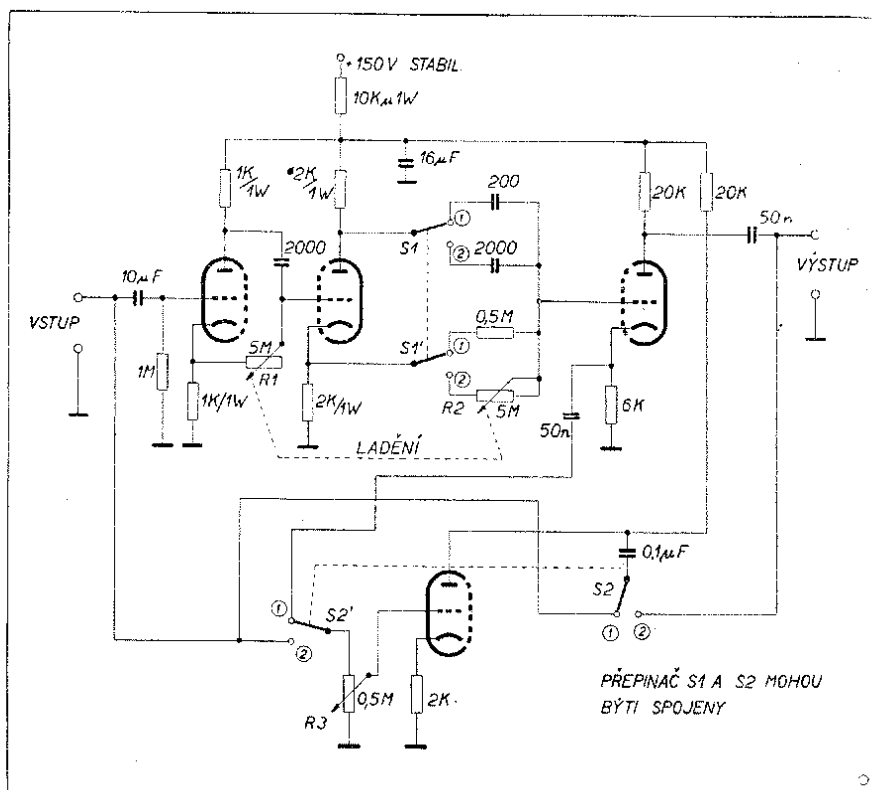 +150V STABIL.
10K µ 1W
1K/1W
2K/1W
16µF
200
20K
20K
50n
2000
S1
①
②
2000
10µF
VSTUP
VÝSTUP
5M
R1
S1'
①
②
0,5M
1M
1K/1W
2K/1W
R2
5M
50n
6K
LADĚNÍ
0,1µF
S2
①
②
①
S2'
②
0,5M
R3
2K
PŘEPINAČ S1 A S2 MOHOU
BÝTI SPOJENY